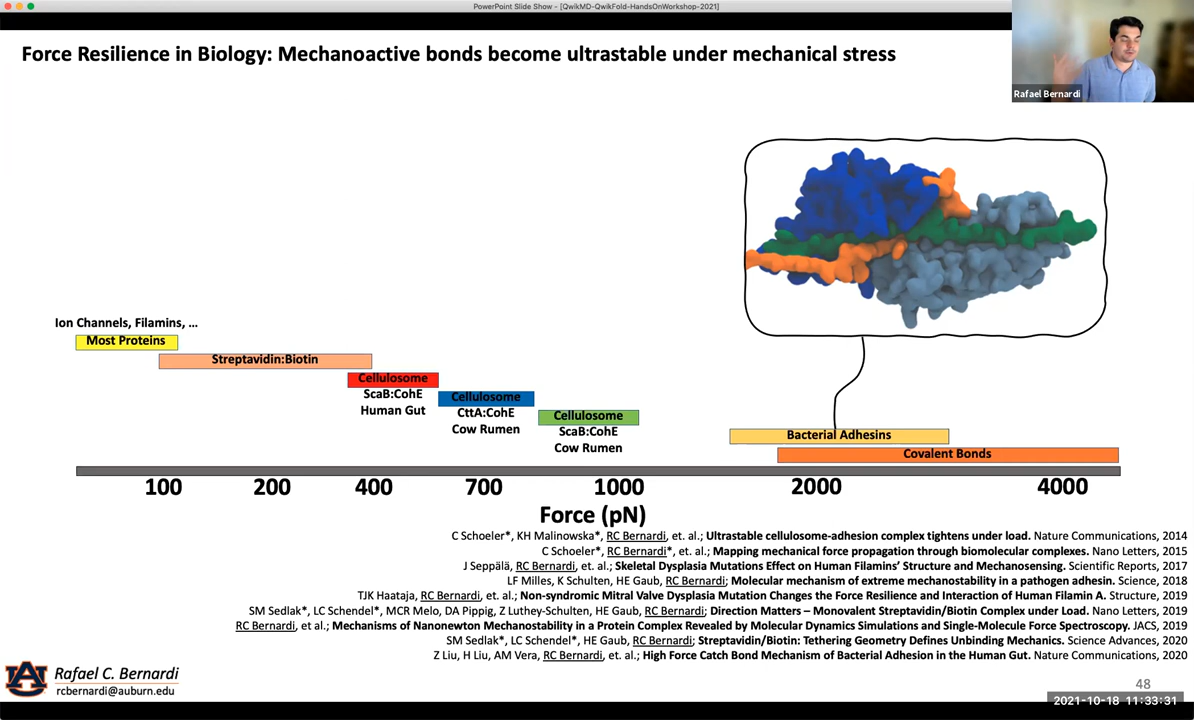 PowerPoint Slide Show - [QwikMD-QwikFold-HandsOnWorkshop-2021]
Force Resilience in Biology: Mechanoactive bonds become ultrastable under mechanical stress
Rafael Bernardi
Ion Channels, Filamins, ...
Most Proteins
Streptavidin:Biotin
Cellulosome
ScaB:CohE
Human Gut
Cellulosome
CttA:CohE
Cow Rumen
Cellulosome
ScaB:CohE
Cow Rumen
Bacterial Adhesins
Covalent Bonds
100 200 400 700 1000 2000 4000
Force (pN)
C Schoeler*, KH Malinowska*, RC Bernardi, et. al.; Ultrastable cellulosome-adhesion complex tightens under load. Nature Communications, 2014
C Schoeler*, RC Bernardi*, et. al.; Mapping mechanical force propagation through biomolecular complexes. Nano Letters, 2015
J Seppälä, RC Bernardi, et. al.; Skeletal Dysplasia Mutations Effect on Human Filamins' Structure and Mechanosensing. Scientific Reports, 2017
LF Milles, K Schulten, HE Gaub, RC Bernardi; Molecular mechanism of extreme mechanostability in a pathogen adhesin. Science, 2018
TJK Haataja, RC Bernardi, et. al.; Non-syndromic Mitral Valve Dysplasia Mutation Changes the Force Resilience and Interaction of Human Filamin A. Structure, 2019
SM Sedlak*, LC Schendel*, MCR Melo, DA Pippig, Z Luthey-Schulten, HE Gaub, RC Bernardi; Direction Matters – Monovalent Streptavidin/Biotin Complex under Load. Nano Letters, 2019
RC Bernardi, et al.; Mechanisms of Nanonewton Mechanostability in a Protein Complex Revealed by Molecular Dynamics Simulations and Single-Molecule Force Spectroscopy. JACS, 2019
SM Sedlak*, LC Schendel*, HE Gaub, RC Bernardi; Streptavidin/Biotin: Tethering Geometry Defines Unbinding Mechanics. Science Advances, 2020
Z Liu, H Liu, AM Vera, RC Bernardi, et. al.; High Force Catch Bond Mechanism of Bacterial Adhesion in the Human Gut. Nature Communications, 2020
Rafael C. Bernardi
rcbernardi@auburn.edu
48
2021-10-18 11:33:31